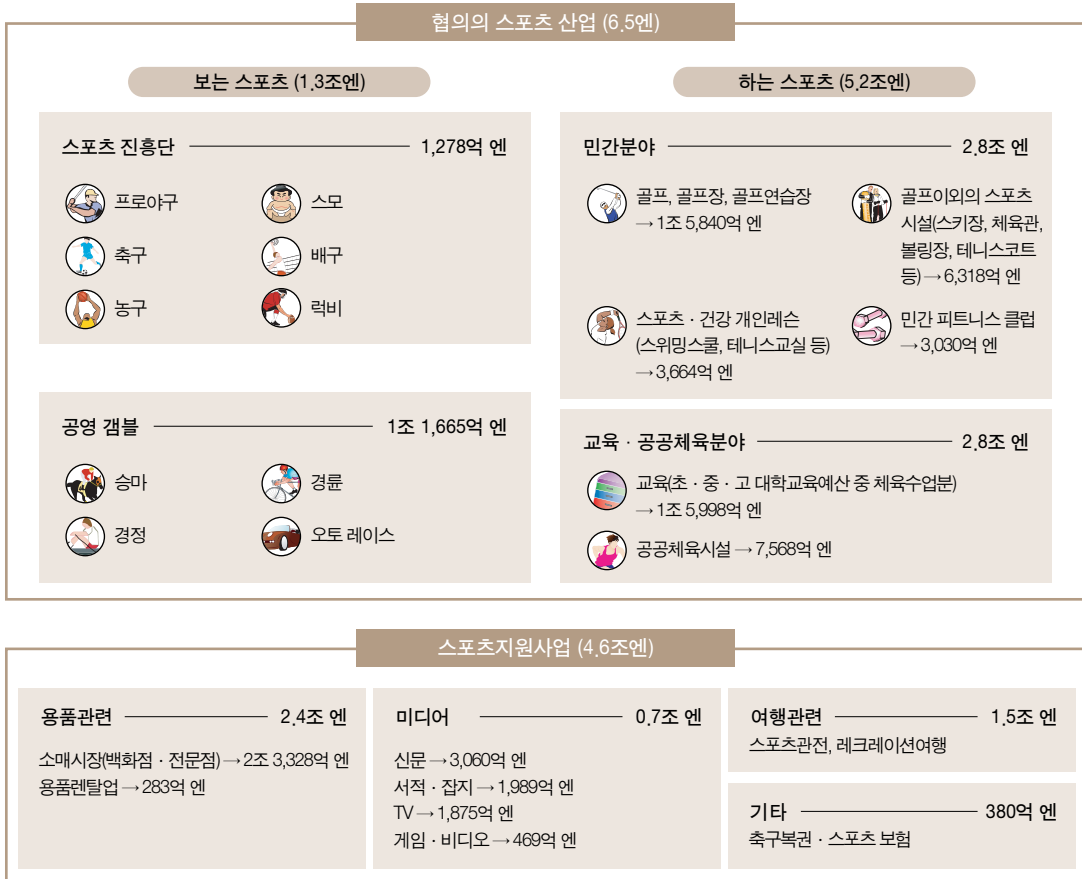 협의의 스포츠 산업 (6.5엔)
보는 스포츠 (1.3조엔)
스포츠 진흥단 1,278억 엔
프로야구
스모
축구
배구
농구
럭비
공영 갬블 1조 1,665억 엔
승마
경륜
경정
오토 레이스
하는 스포츠 (5.2조엔)
민간분야 2.8조 엔
골프, 골프장, 골프연습장
→ 1조 5,840억 엔
골프이외의 스포츠
시설(스키장, 체육관,
볼링장, 테니스코트
등) → 6,318억 엔
스포츠 · 건강 개인레슨
(스위밍스쿨, 테니스교실 등)
→ 3,664억 엔
민간 피트니스 클럽
→ 3,030억 엔
교육 · 공공체육분야 2.8조 엔
교육(초 · 중 · 고 대학교육예산 중 체육수업분)
→ 1조 5,998억 엔
공공체육시설 → 7,568억 엔
스포츠지원사업 (4.6조엔)
용품관련 2.4조 엔
소매시장(백화점 · 전문점) → 2조 3,328억 엔
용품렌탈업 → 283억 엔
미디어 0.7조 엔
신문 → 3,060억 엔
서적 · 잡지 → 1,989억 엔
TV → 1,875억 엔
게임 · 비디오 → 469억 엔
여행관련 1.5조 엔
스포츠관전, 레크레이션여행
기타 380억 엔
축구복권 · 스포츠 보험